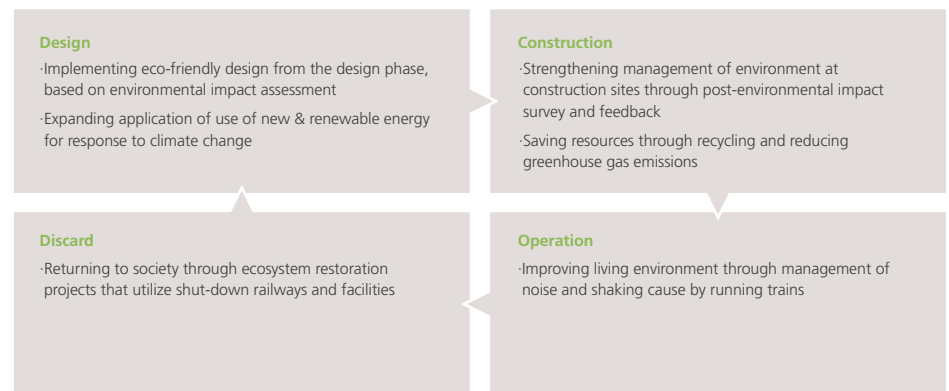 Design
·Implementing eco-friendly design from the design phase,
based on environmental impact assessment
·Expanding application of use of new & renewable energy
for response to climate change
Construction
·Strengthening management of environment at
construction sites through post-environmental impact
survey and feedback
·Saving resources through recycling and reducing
greenhouse gas emissions
Discard
·Returning to society through ecosystem restoration
projects that utilize shut-down railways and facilities
Operation
·Improving living environment through management of
noise and shaking cause by running trains